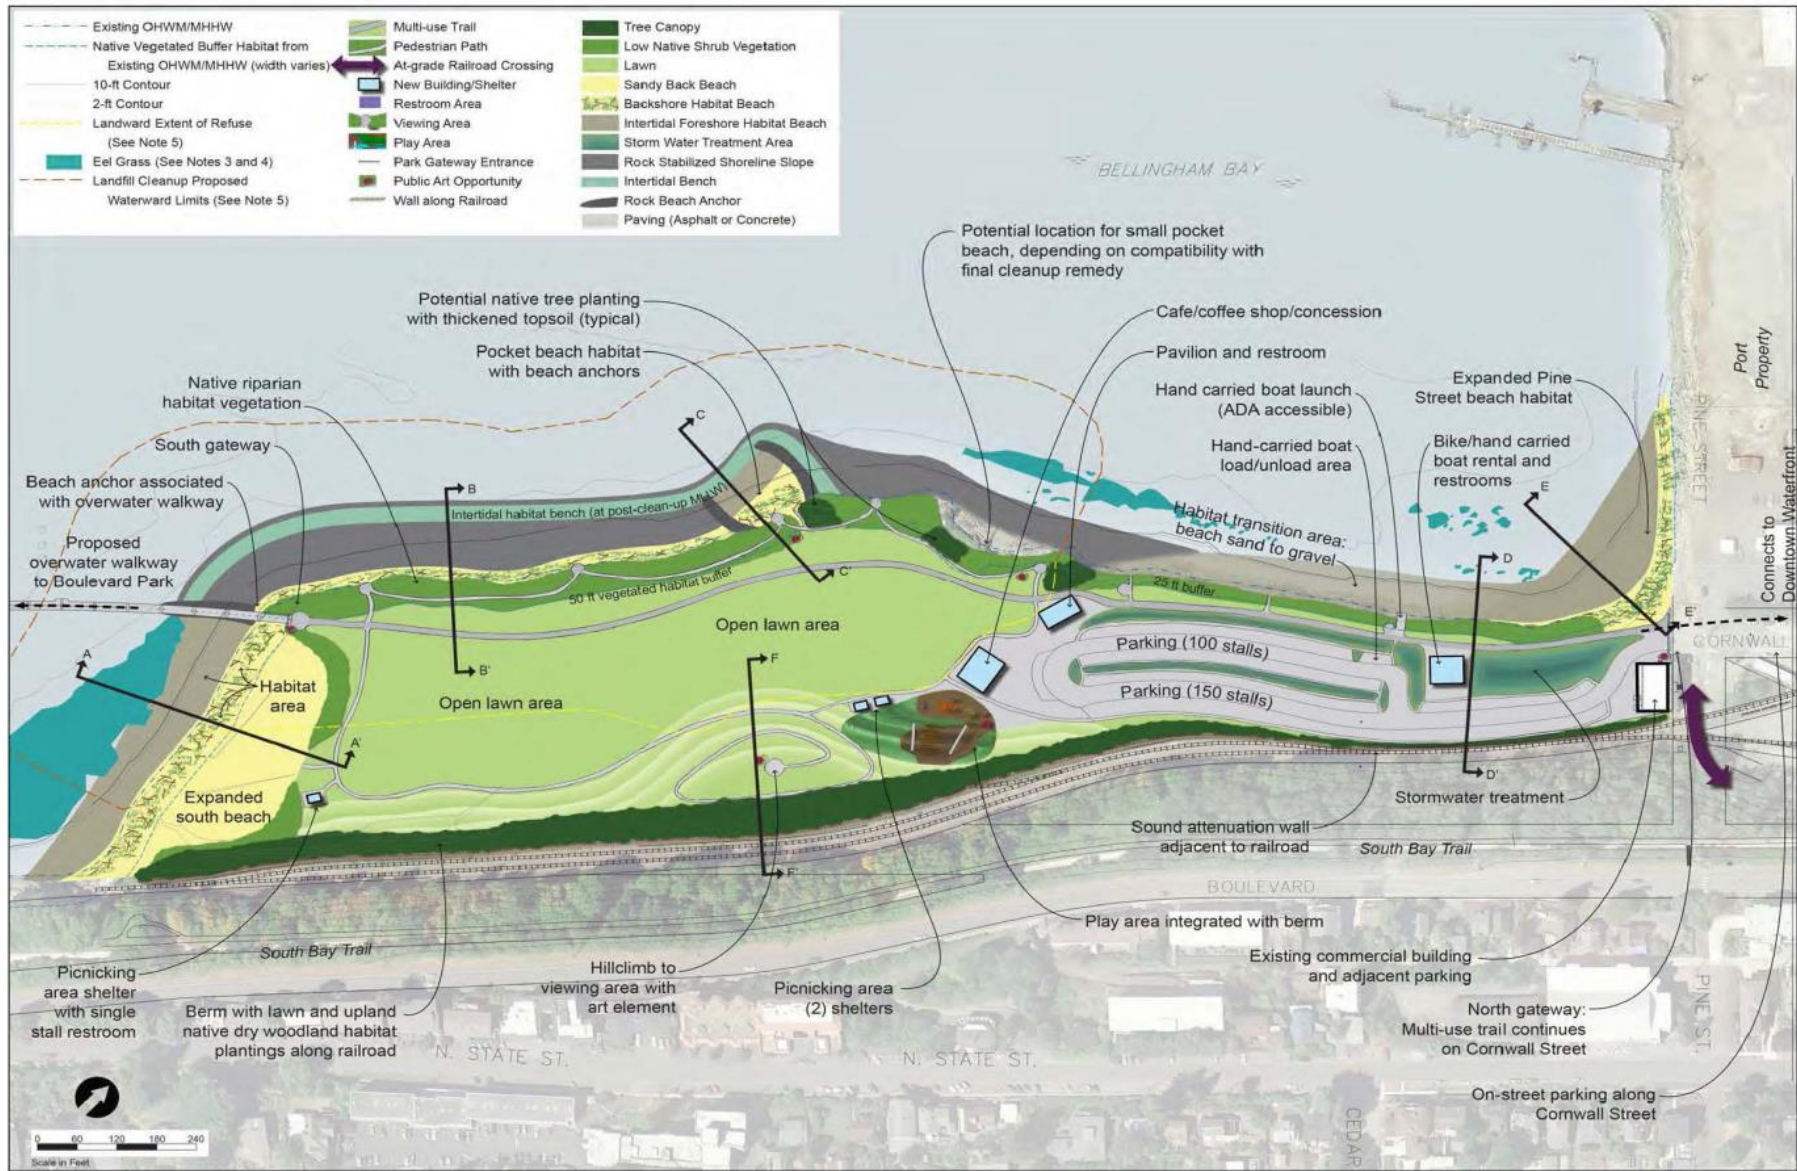 Existing OHWM/MHHW
Native Vegetated Buffer Habitat from
Existing OHWM/MHHW (width varies)
10-ft Contour
2-ft Contour
Landward Extent of Refuse
(See Note 5)
Eel Grass (See Notes 3 and 4)
Landfill Cleanup Proposed
Waterward Limits (See Note 5)
Multi-use Trail
Pedestrian Path
At-grade Railroad Crossing
New Building/Shelter
Restroom Area
Viewing Area
Play Area
Park Gateway Entrance
Public Art Opportunity
Wall along Railroad
Tree Canopy
Low Native Shrub Vegetation
Lawn
Sandy Back Beach
Backshore Habitat Beach
Intertidal Foreshore Habitat Beach
Storm Water Treatment Area
Rock Stabilized Shoreline Slope
Intertidal Bench
Rock Beach Anchor
Paving (Asphalt or Concrete)
BELLINGHAM BAY
Potential location for small pocket
beach, depending on compatibility with
final cleanup remedy
Potential native tree planting
with thickened topsoil (typical)
Cafe/coffee shop/concession
Pocket beach habitat
with beach anchors
Pavilion and restroom
Port
Property
Native riparian
habitat vegetation
Hand carried boat launch
(ADA accessible)
Expanded Pine
Street beach habitat
PINE STREET
South gateway
C
Hand-carried boat
load/unload area
Bike/hand carried
boat rental and
restrooms
Beach anchor associated
with overwater walkway
B
E
Intertidal habitat bench (at post-clean-up MHW)
Habitat transition area:
beach sand to gravel
Connects to
Downtown Waterfront
Proposed
overwater walkway
to Boulevard Park
D
C'
50 ft vegetated habitat buffer
25 ft buffer
E'
CORNWALL
Open lawn area
Parking (100 stalls)
A
F
B'
Habitat
area
Open lawn area
Parking (150 stalls)
A'
D'
Expanded
south beach
Stormwater treatment
Sound attenuation wall
adjacent to railroad
South Bay Trail
F'
BOULEVARD
Play area integrated with berm
South Bay Trail
Existing commercial building
and adjacent parking
Picnicking
area shelter
with single
stall restroom
Hillclimb to
viewing area with
art element
Picnicking area
(2) shelters
Berm with lawn and upland
native dry woodland habitat
plantings along railroad
North gateway:
Multi-use trail continues
on Cornwall Street
PINE ST.
N. STATE ST.
N. STATE ST.
On-street parking along
Cornwall Street
CEDAR
0 60 120 180 240
Scale in Feet